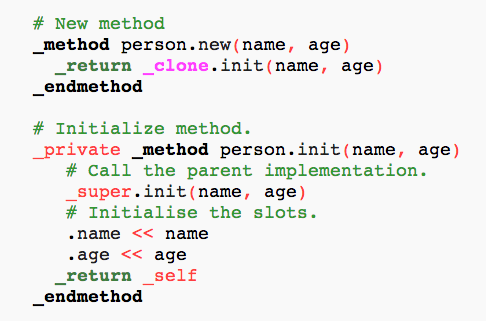 # New method
_method person.new(name, age)
_return _clone.init(name, age)
_endmethod
# Initialize method.
_private _method person.init(name, age)
# Call the parent implementation.
_super.init(name, age)
# Initialise the slots.
.name << name
.age << age
_return _self
_endmethod